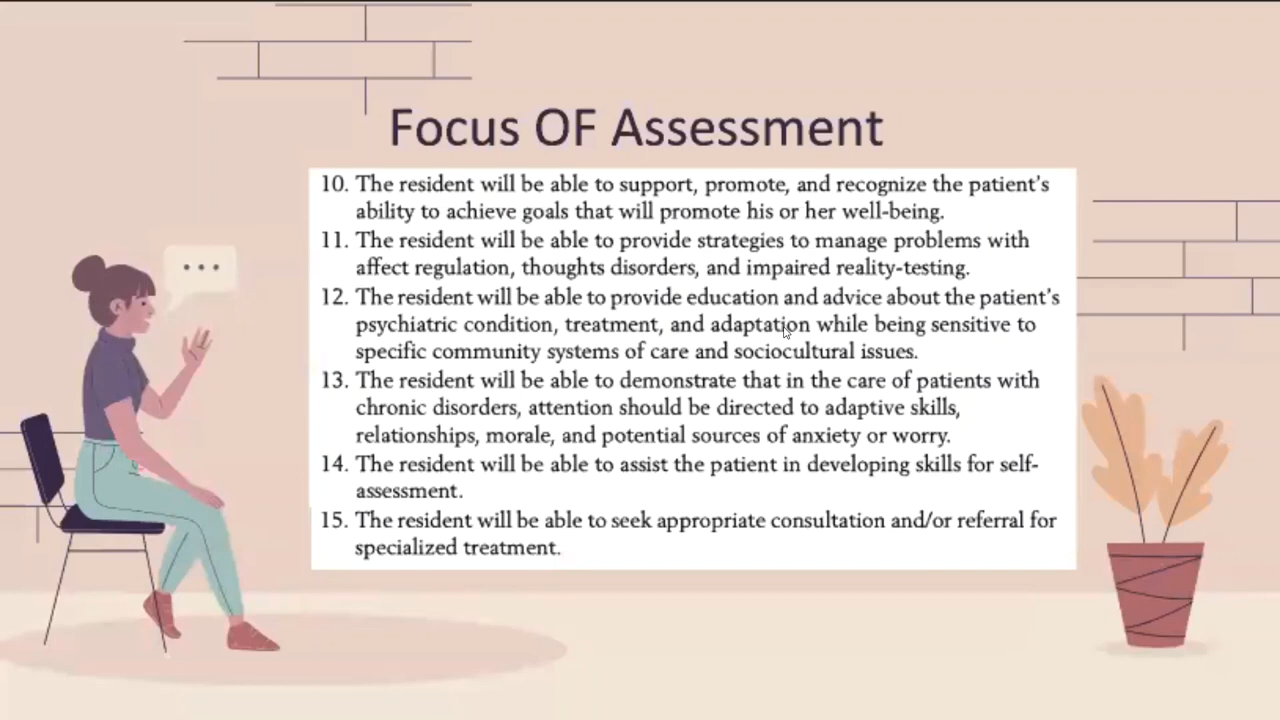 Focus OF Assessment
10. The resident will be able to support, promote, and recognize the patient's
ability to achieve goals that will promote his or her well-being.
11. The resident will be able to provide strategies to manage problems with
affect regulation, thoughts disorders, and impaired reality-testing.
12. The resident will be able to provide education and advice about the patient's
psychiatric condition, treatment, and adaptation while being sensitive to
specific community systems of care and sociocultural issues.
13. The resident will be able to demonstrate that in the care of patients with
chronic disorders, attention should be directed to adaptive skills,
relationships, morale, and potential sources of anxiety or worry.
14. The resident will be able to assist the patient in developing skills for self-
assessment.
15. The resident will be able to seek appropriate consultation and/or referral for
specialized treatment.